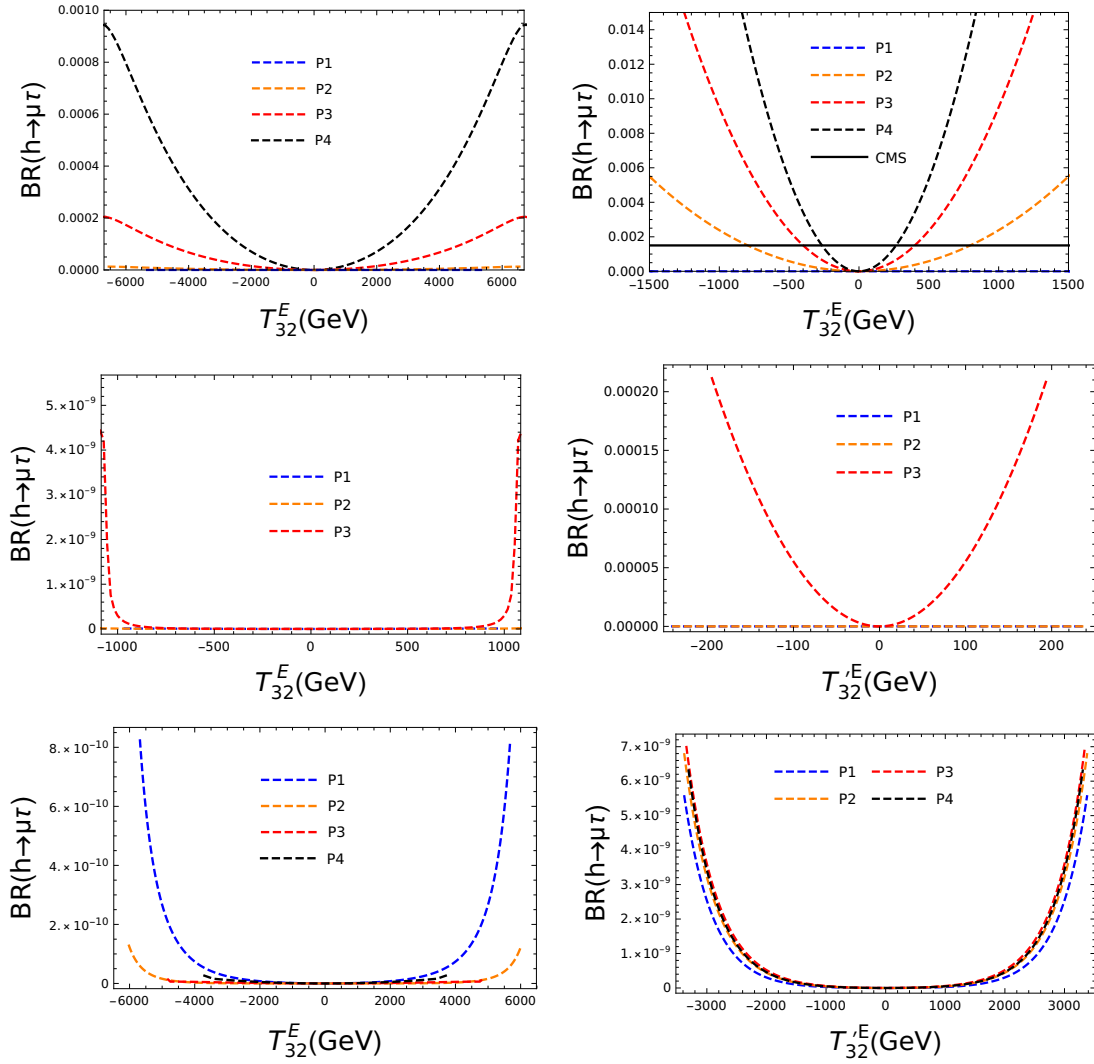 BR(h→μτ)
0.0010
0.0008
0.0006
0.0004
0.0002
0.0000
P1
P2
P3
P4
−6000 −4000 −2000 0 2000 4000 6000
T_32^E(GeV)
BR(h→μτ)
0.014
0.012
0.010
0.008
0.006
0.004
0.002
0.000
P1
P2
P3
P4
CMS
−1500 −1000 −500 0 500 1000 1500
T_32^'E(GeV)
BR(h→μτ)
5.×10^-9
4.×10^-9
3.×10^-9
2.×10^-9
1.×10^-9
0
P1
P2
P3
−1000 −500 0 500 1000
T_32^E(GeV)
BR(h→μτ)
0.00020
0.00015
0.00010
0.00005
0.00000
P1
P2
P3
−200 −100 0 100 200
T_32^'E(GeV)
BR(h→μτ)
8.×10^-10
6.×10^-10
4.×10^-10
2.×10^-10
0
P1
P2
P3
P4
−6000 −4000 −2000 0 2000 4000 6000
T_32^E(GeV)
BR(h→μτ)
7.×10^-9
6.×10^-9
5.×10^-9
4.×10^-9
3.×10^-9
2.×10^-9
1.×10^-9
0
P1 P3
P2 P4
−3000 −2000 −1000 0 1000 2000 3000
T_32^'E(GeV)